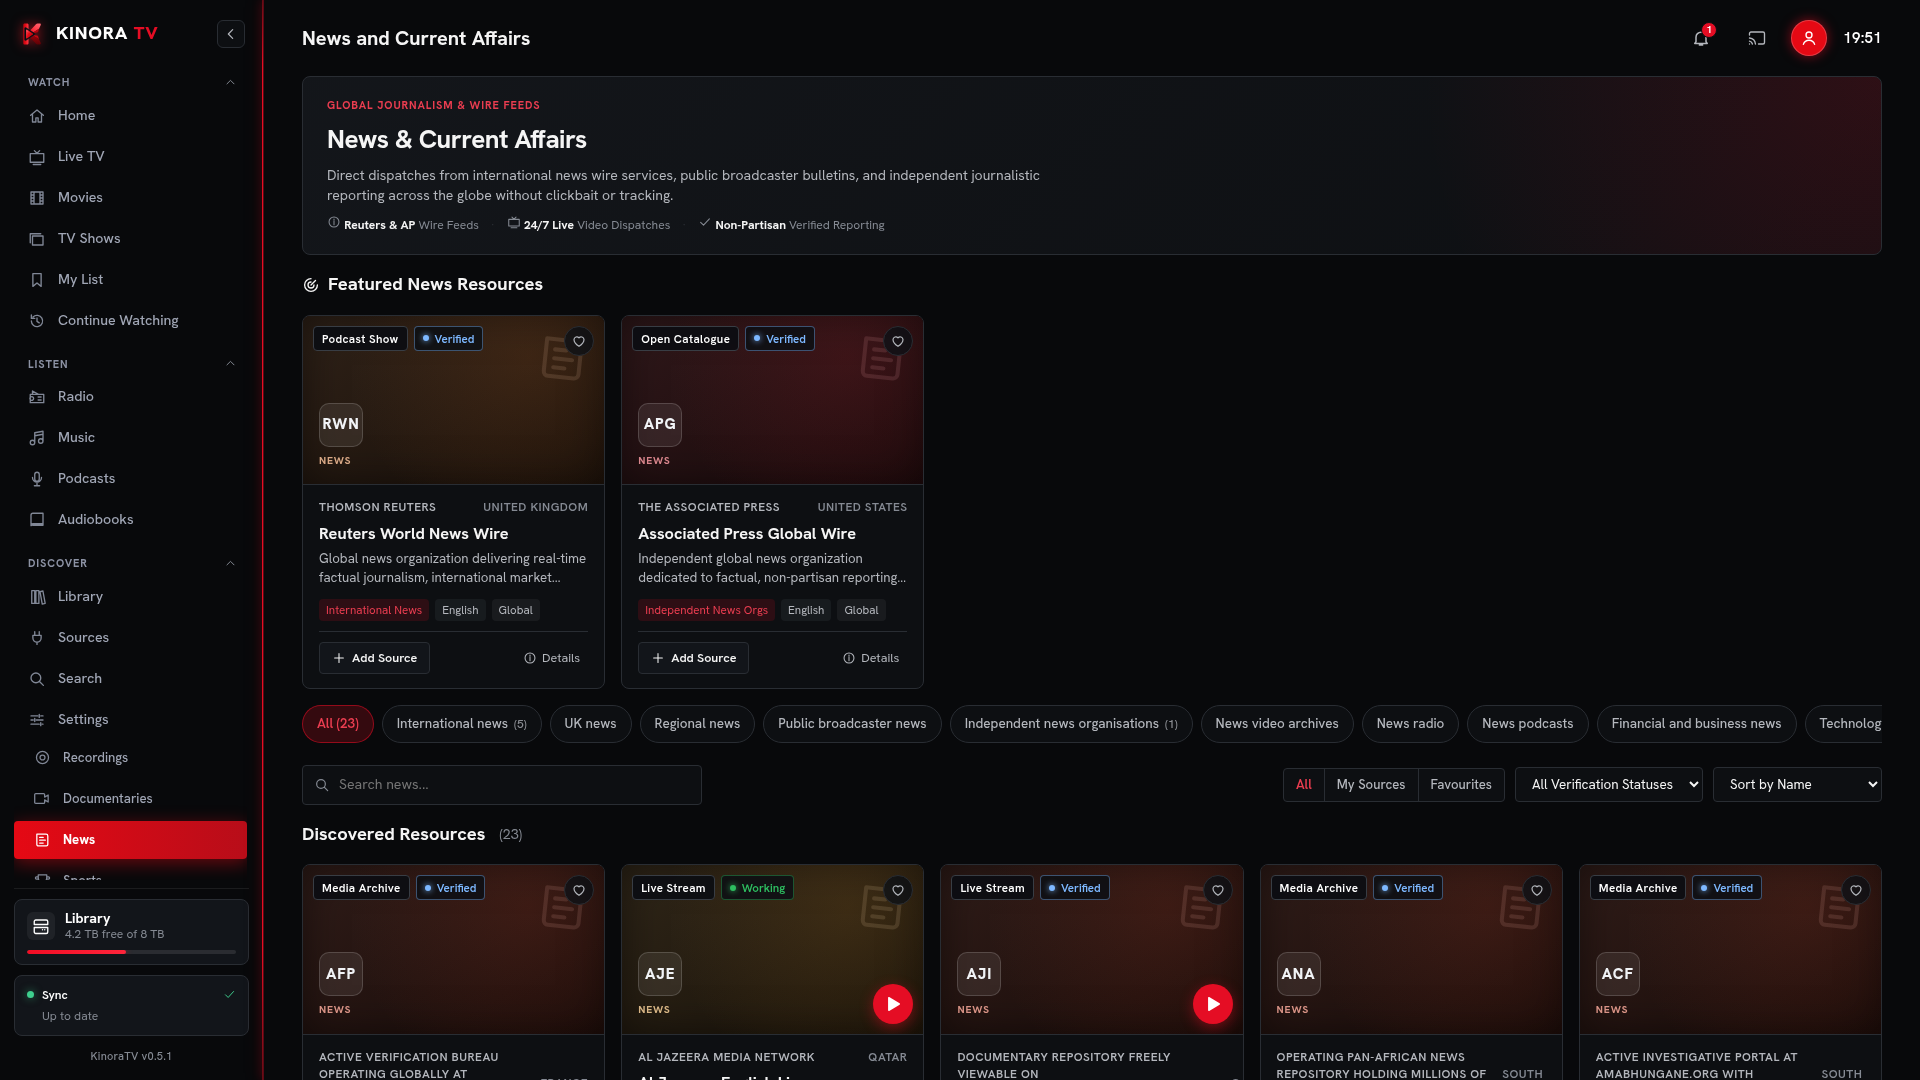 KINORA TV
WATCH
Home
Live TV
Movies
TV Shows
My List
Continue Watching
LISTEN
Radio
Music
Podcasts
Audiobooks
DISCOVER
Library
Sources
Search
Settings
Recordings
Documentaries
News
Sports
Library
4.2 TB free of 8 TB
Sync
Up to date
KinoraTV v0.5.1
News and Current Affairs
1
19:51
GLOBAL JOURNALISM & WIRE FEEDS
News & Current Affairs
Direct dispatches from international news wire services, public broadcaster bulletins, and independent journalistic
reporting across the globe without clickbait or tracking.
Reuters & AP Wire Feeds · 24/7 Live Video Dispatches · Non-Partisan Verified Reporting
Featured News Resources
Podcast Show Verified
RWN
NEWS
THOMSON REUTERS UNITED KINGDOM
Reuters World News Wire
Global news organization delivering real-time
factual journalism, international market...
International News English Global
Add Source Details
Open Catalogue Verified
APG
NEWS
THE ASSOCIATED PRESS UNITED STATES
Associated Press Global Wire
Independent global news organization
dedicated to factual, non-partisan reporting...
Independent News Orgs English Global
Add Source Details
All (23) International news (5) UK news Regional news Public broadcaster news Independent news organisations (1) News video archives News radio News podcasts Financial and business news Technolog
Search news...
All My Sources Favourites All Verification Statuses Sort by Name
Discovered Resources (23)
Media Archive Verified
AFP
NEWS
ACTIVE VERIFICATION BUREAU
OPERATING GLOBALLY AT
Live Stream Working
AJE
NEWS
AL JAZEERA MEDIA NETWORK QATAR
Live Stream Verified
AJI
NEWS
DOCUMENTARY REPOSITORY FREELY
VIEWABLE ON
Media Archive Verified
ANA
NEWS
OPERATING PAN-AFRICAN NEWS
REPOSITORY HOLDING MILLIONS OF SOUTH
Media Archive Verified
ACF
NEWS
ACTIVE INVESTIGATIVE PORTAL AT
AMABHUNGANE.ORG WITH SOUTH